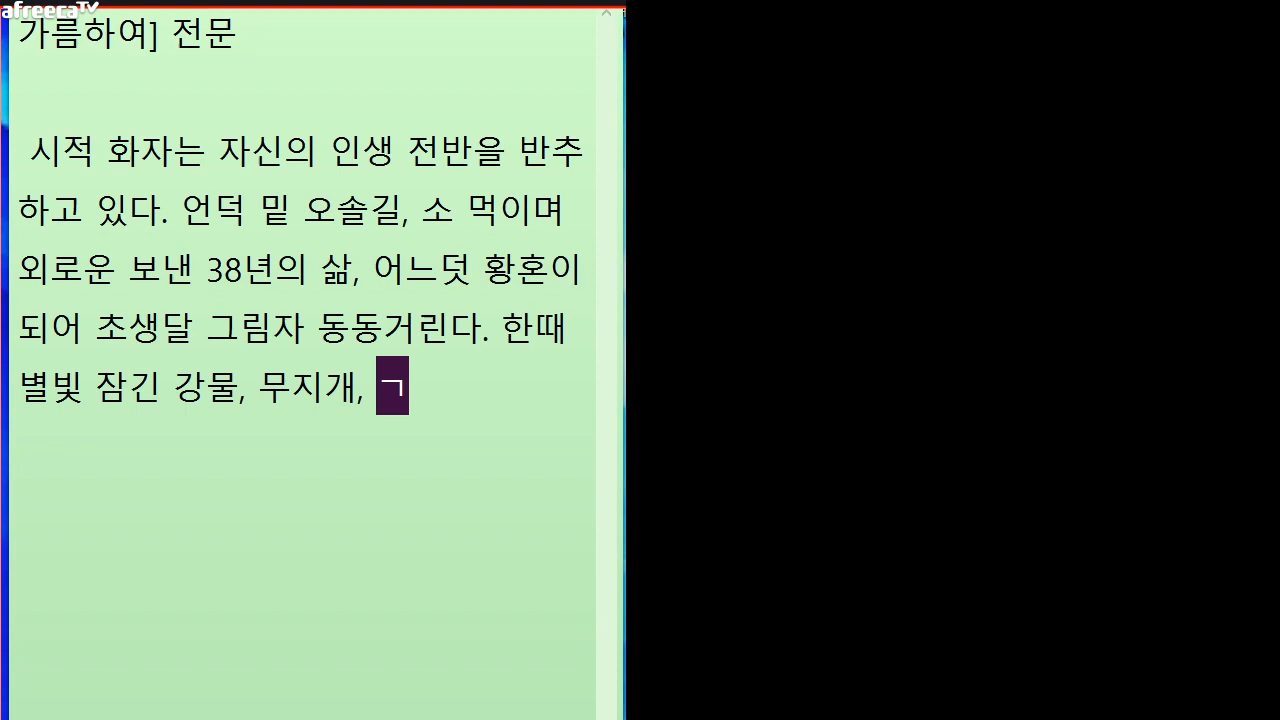 afreecaTV
가름하여] 전문
시적 화자는 자신의 인생 전반을 반추
하고 있다. 언덕 밑 오솔길, 소 먹이며
외로운 보낸 38년의 삶, 어느덧 황혼이
되어 초생달 그림자 동동거린다. 한때
별빛 잠긴 강물, 무지개, ㄱ